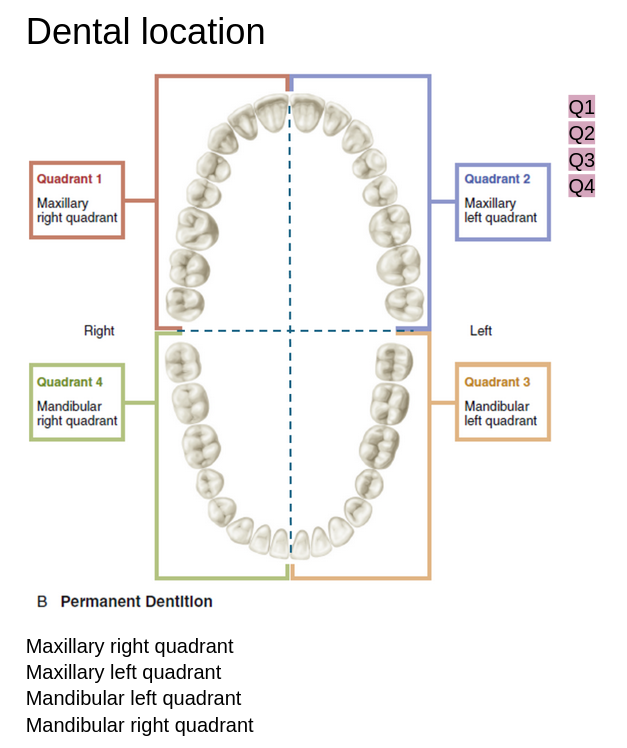 Dental location
Q1
Q2
Q3
Q4
Quadrant 1
Maxillary
right quadrant
Quadrant 2
Maxillary
left quadrant
Right
Left
Quadrant 4
Mandibular
right quadrant
Quadrant 3
Mandibular
left quadrant
B Permanent Dentition
Maxillary right quadrant
Maxillary left quadrant
Mandibular left quadrant
Mandibular right quadrant